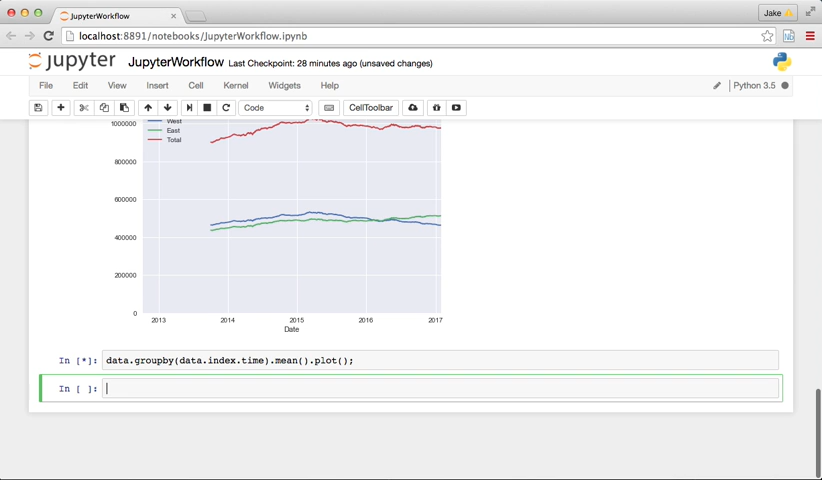 JupyterWorkflow
Jake
localhost:8891/notebooks/JupyterWorkflow.ipynb
Nb
jupyter JupyterWorkflow Last Checkpoint: 28 minutes ago (unsaved changes)
File Edit View Insert Cell Kernel Widgets Help Python 3.5
Code CellToolbar
West
East
Total
1000000
800000
600000
400000
200000
0
2013 2014 2015 2016 2017
Date
In [*]: data.groupby(data.index.time).mean().plot();
In [ ]: